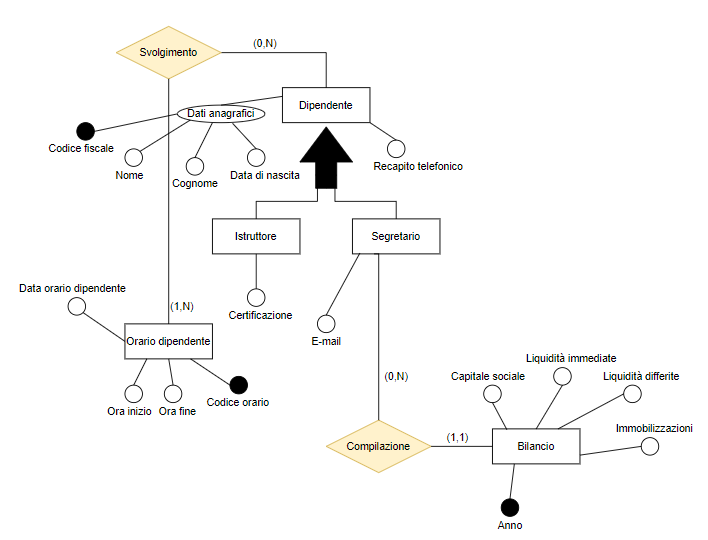 (0,N)
Svolgimento
Dipendente
Dati anagrafici
Codice fiscale
Nome
Cognome
Data di nascita
Recapito telefonico
Istruttore
Segretario
Data orario dipendente
(1,N)
Certificazione
E-mail
Orario dipendente
Ora inizio
Ora fine
Codice orario
(0,N)
Capitale sociale
Liquidità immediate
Liquidità differite
Immobilizzazioni
(1,1)
Compilazione
Bilancio
Anno